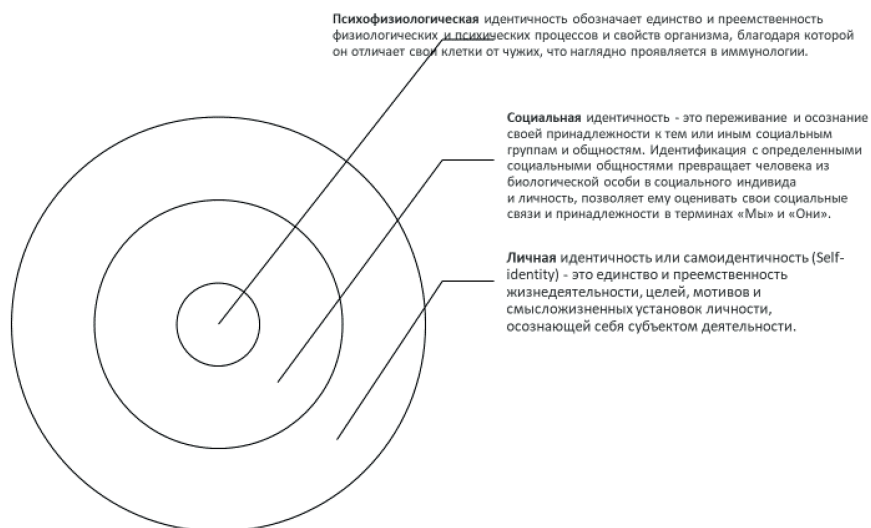 Психофизиологическая идентичность обозначает единство и преемственность
физиологических и психических процессов и свойств организма, благодаря которой
он отличает свои клетки от чужих, что наглядно проявляется в иммунологии.
Социальная идентичность - это переживание и осознание
своей принадлежности к тем или иным социальным
группам и общностям. Идентификация с определенными
социальными общностями превращает человека из
биологической особи в социального индивида
и личность, позволяет ему оценивать свои социальные
связи и принадлежности в терминах «Мы» и «Они».
Личная идентичность или самоидентичность (Self-
identity) - это единство и преемственность
жизнедеятельности, целей, мотивов и
смысложизненных установок личности,
осознающей себя субъектом деятельности.